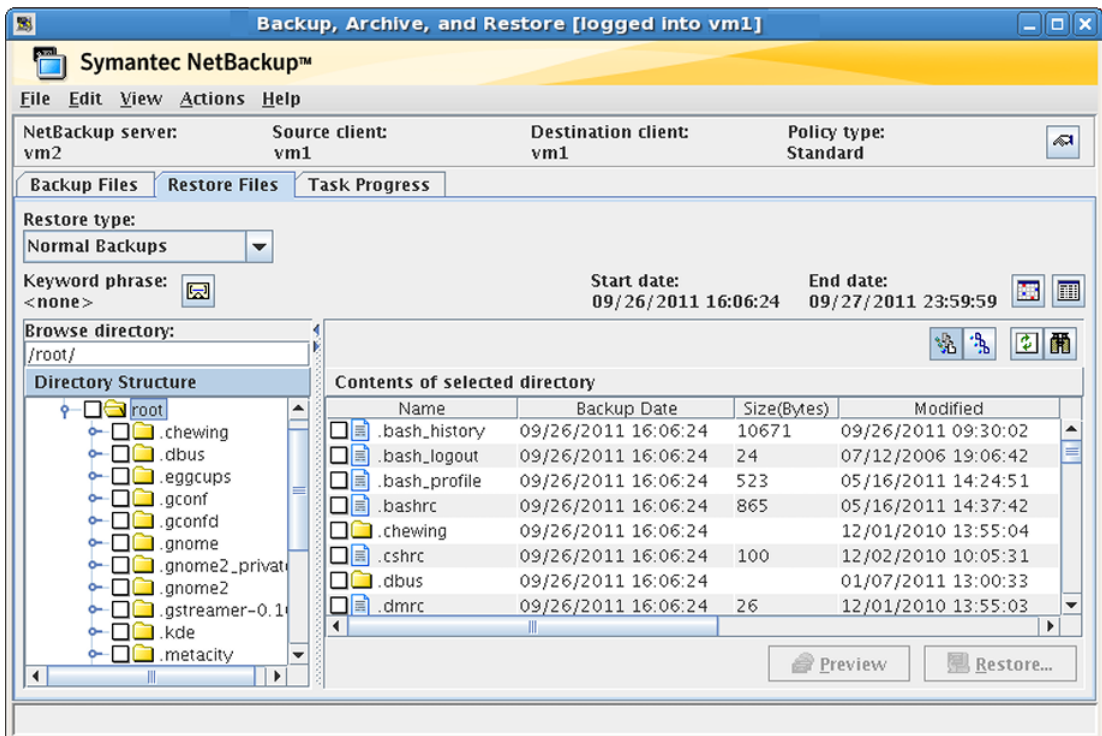 Backup, Archive, and Restore [logged into vm1]
Symantec NetBackup™
File Edit View Actions Help
NetBackup server: Source client: Destination client: Policy type:
vm2 vm1 vm1 Standard
Backup Files Restore Files Task Progress
Restore type:
Normal Backups
Keyword phrase: Start date: End date:
<none> 09/26/2011 16:06:24 09/27/2011 23:59:59
Browse directory:
/root/
Directory Structure
root
.chewing
.dbus
.eggcups
.gconf
.gconfd
.gnome
.gnome2_privat
.gnome2
.gstreamer-0.1
.kde
.metacity
Contents of selected directory
Name Backup Date Size(Bytes) Modified
.bash_history 09/26/2011 16:06:24 10671 09/26/2011 09:30:02
.bash_logout 09/26/2011 16:06:24 24 07/12/2006 19:06:42
.bash_profile 09/26/2011 16:06:24 523 05/16/2011 14:24:51
.bashrc 09/26/2011 16:06:24 865 05/16/2011 14:37:42
.chewing 09/26/2011 16:06:24 12/01/2010 13:55:04
.cshrc 09/26/2011 16:06:24 100 12/02/2010 10:05:31
.dbus 09/26/2011 16:06:24 01/07/2011 13:00:33
.dmrc 09/26/2011 16:06:24 26 12/01/2010 13:55:03
Preview Restore...